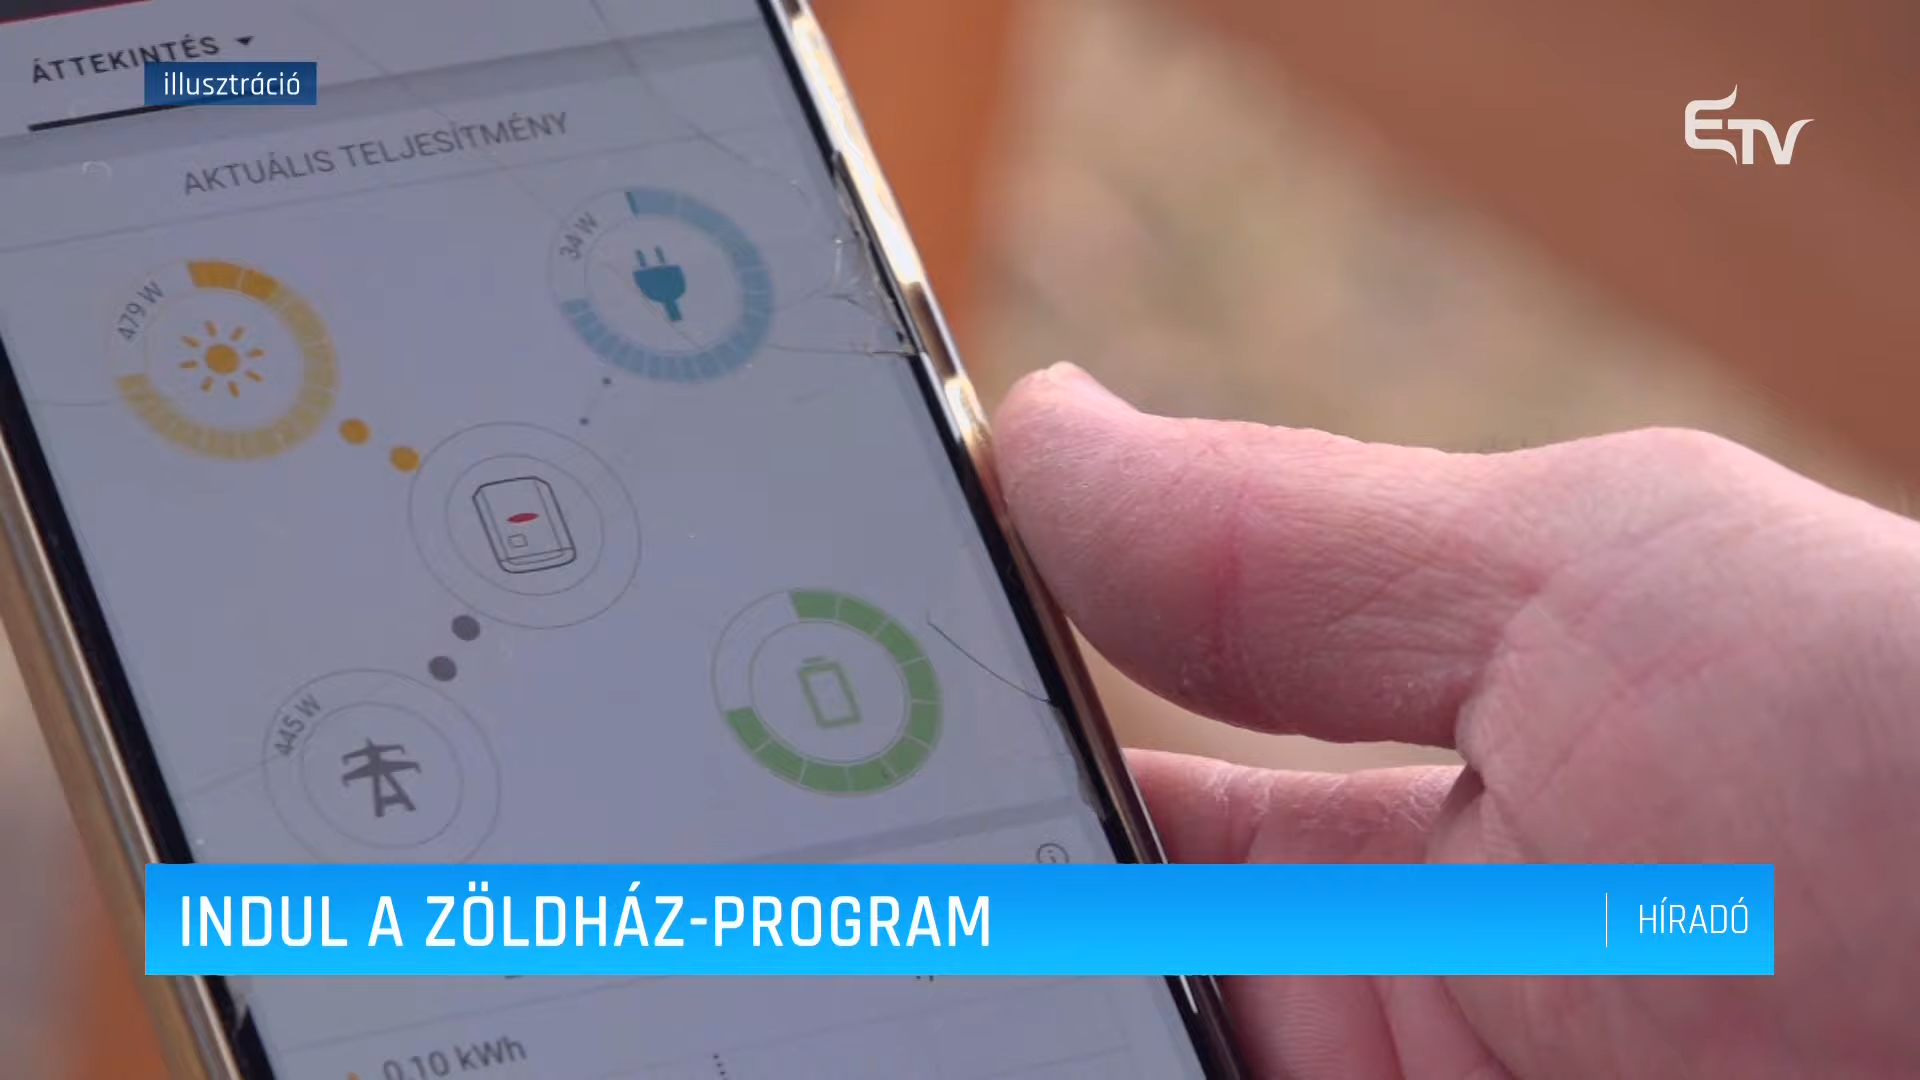 ÁTTEKINTÉS
illusztráció
ETV
AKTUÁLIS TELJESÍTMÉNY
34 W
479 W
445 W
INDUL A ZÖLDHÁZ-PROGRAM
HÍRADÓ
0,10 kWh